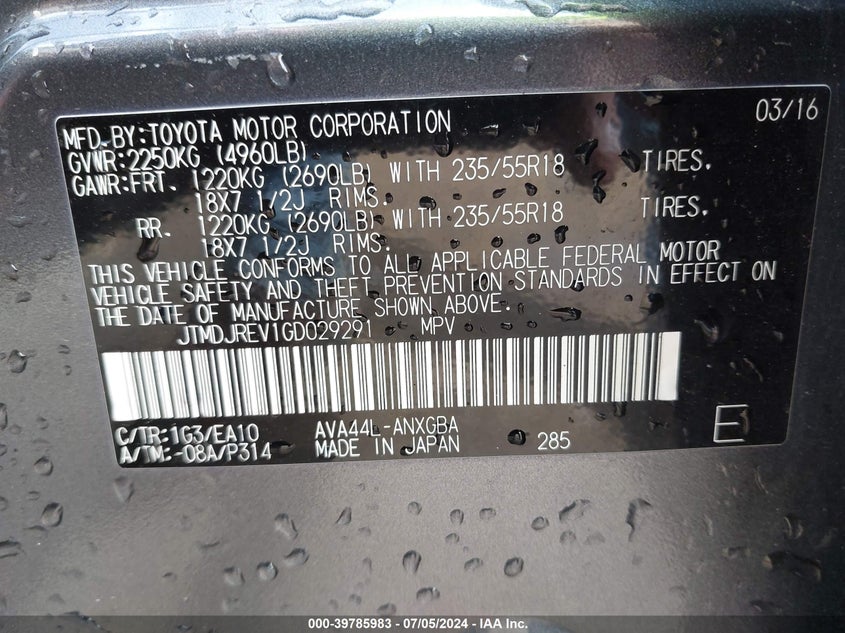 03/16
MFD.BY:TOYOTA MOTOR CORPORATION
GVWR:2250KG (4960LB)
GAWR:FRT. 1220KG (2690LB) WITH 235/55R18 TIRES.
18X7 1/2J RIMS.
RR. 1220KG (2690LB) WITH 235/55R18 TIRES.
18X7 1/2J RIMS.
THIS VEHICLE CONFORMS TO ALL APPLICABLE FEDERAL MOTOR
VEHICLE SAFETY AND THEFT PREVENTION STANDARDS IN EFFECT ON
THE DATE OF MANUFACTURE SHOWN ABOVE.
JTMDJREV1GD029291 MPV
C/TR:1G3/EA10 AVA44L-ANXGBA
A/TM:-08A/P314 MADE IN JAPAN 285 E
000-39785983 - 07/05/2024 - IAA Inc.